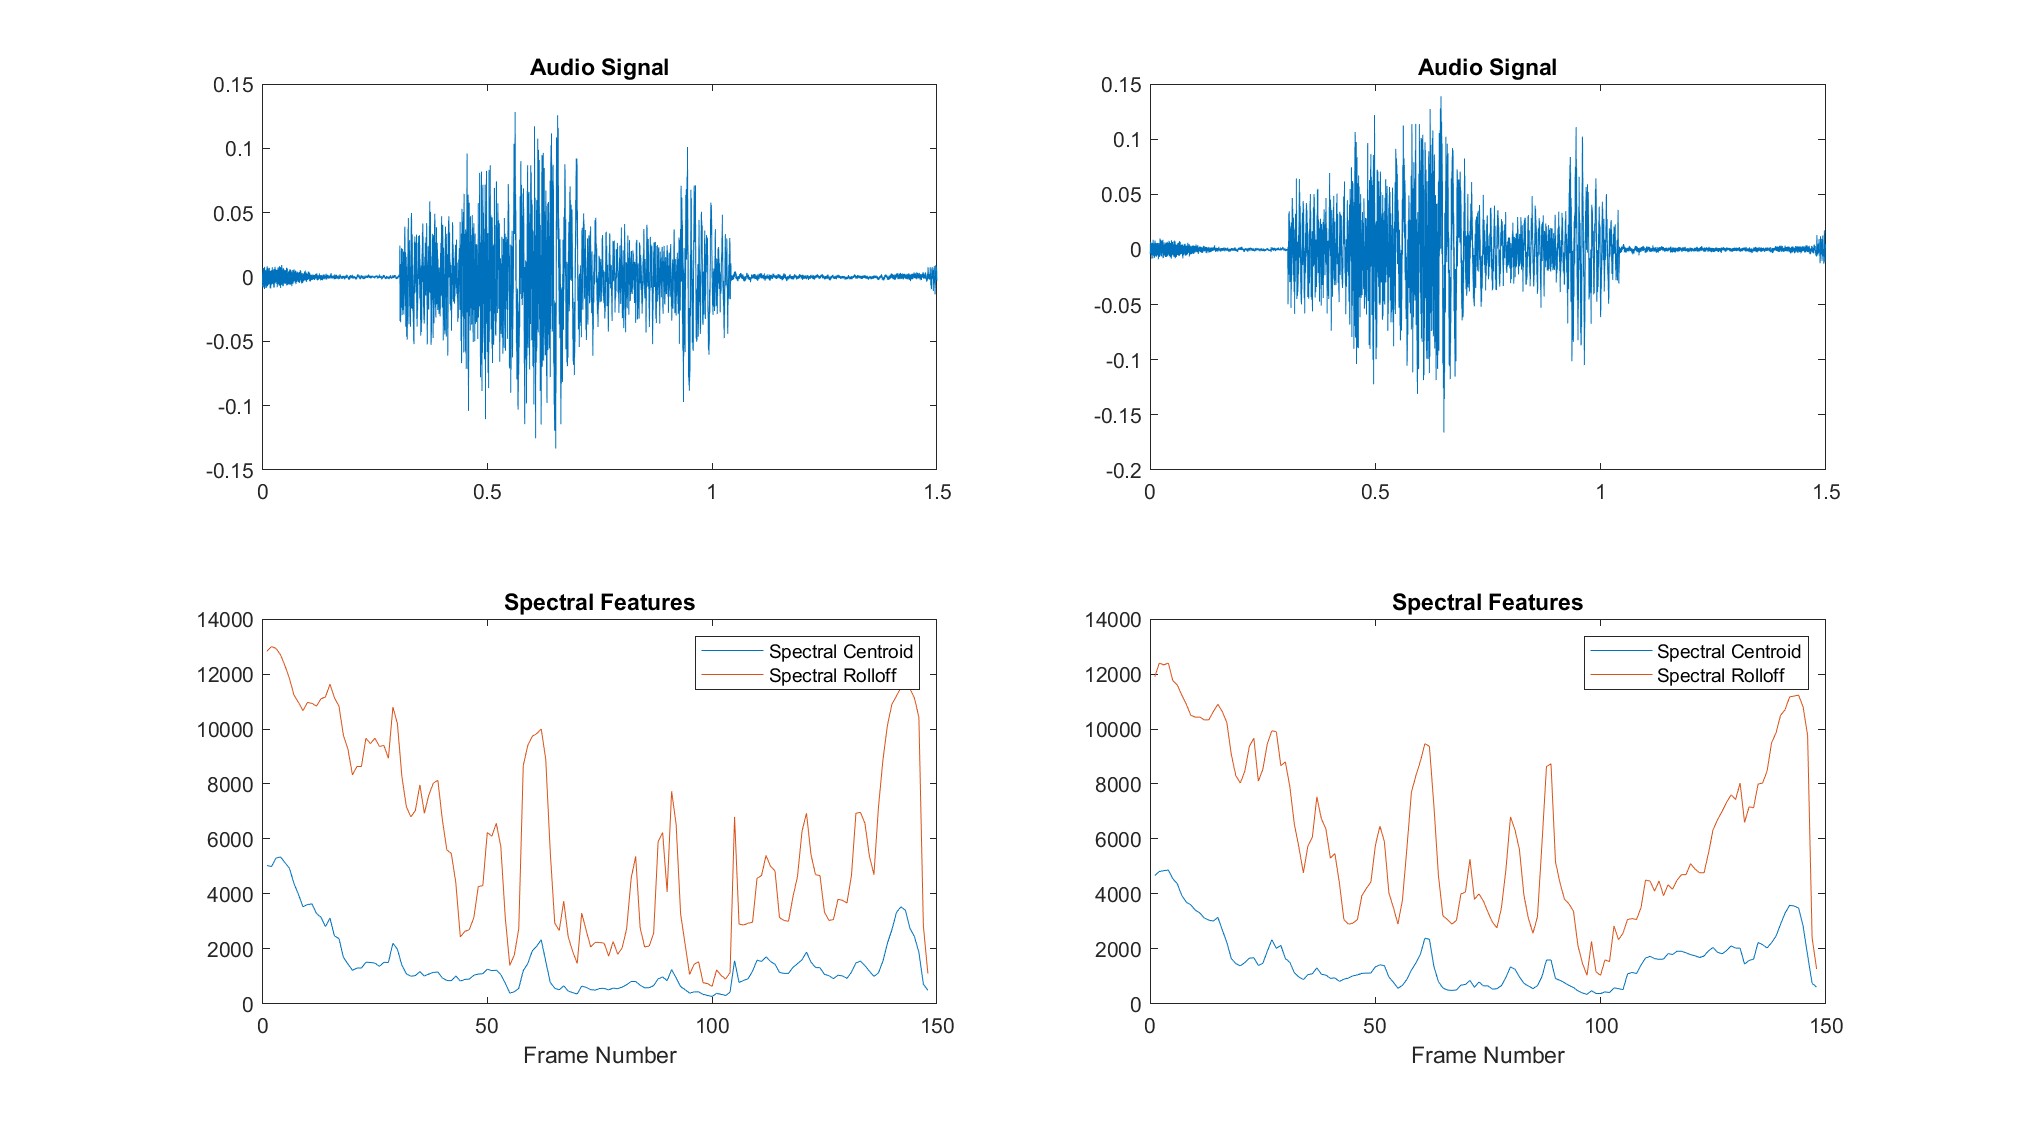 Audio Signal
0.15
0.1
0.05
0
-0.05
-0.1
-0.15
0 0.5 1 1.5
Audio Signal
0.15
0.1
0.05
0
-0.05
-0.1
-0.15
-0.2
0 0.5 1 1.5
Spectral Features
14000
12000
10000
8000
6000
4000
2000
0
Spectral Centroid
Spectral Rolloff
0 50 100 150
Frame Number
Spectral Features
14000
12000
10000
8000
6000
4000
2000
0
Spectral Centroid
Spectral Rolloff
0 50 100 150
Frame Number